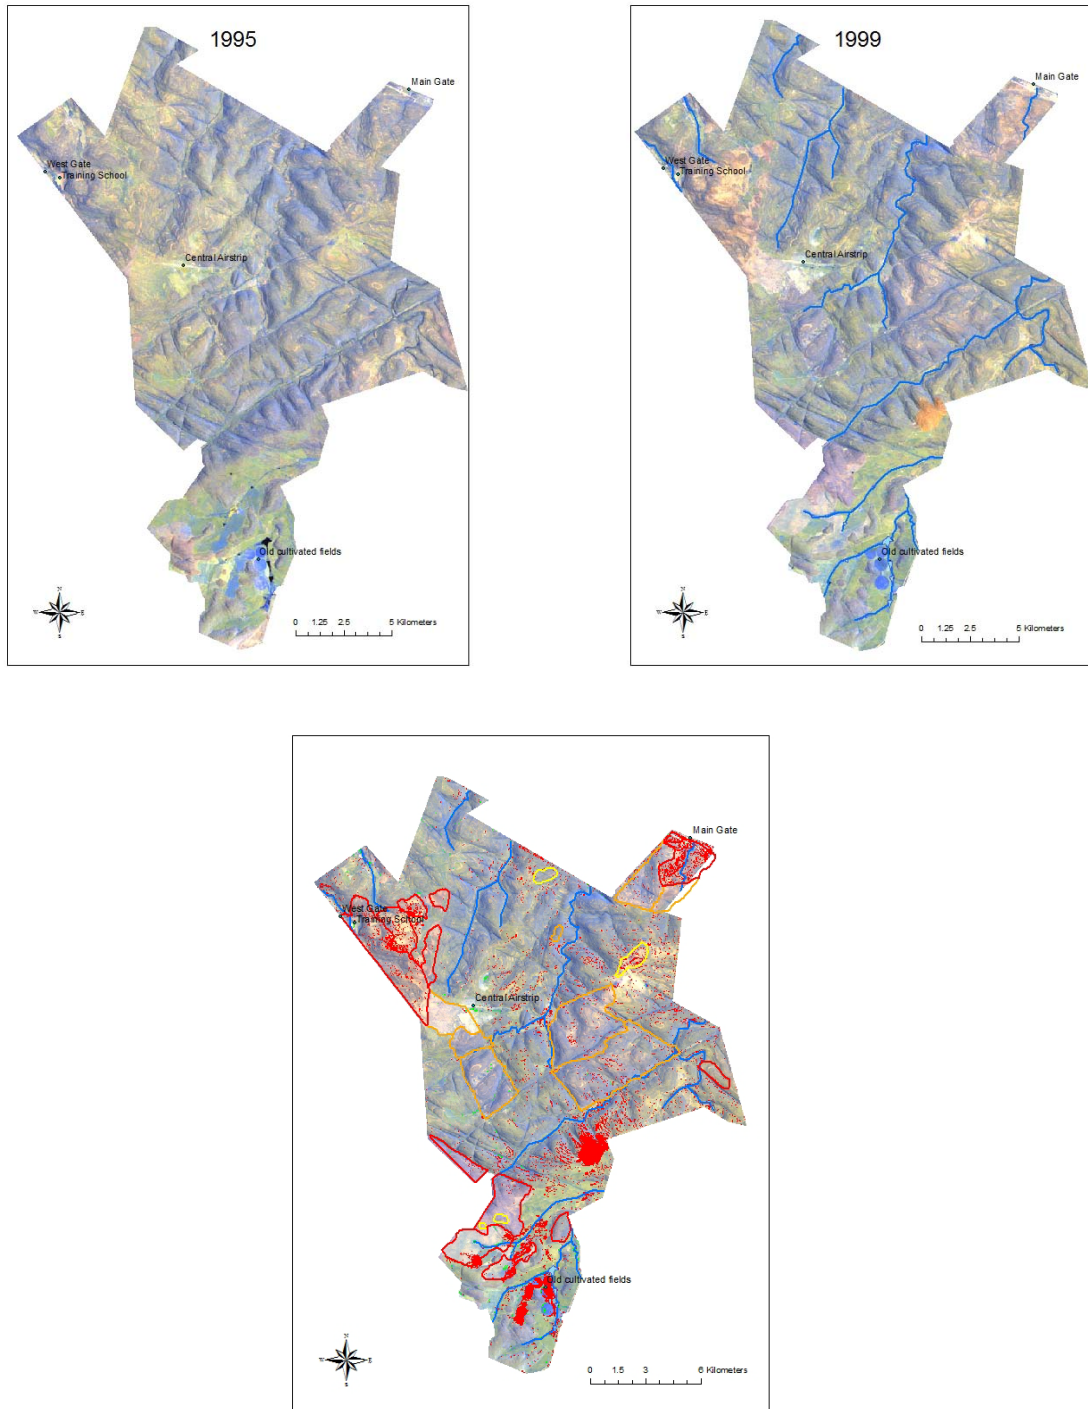 1995
Main Gate
West Gate
Training School
Central Airstrip
Old cultivated fields
N
W E
S
0 1.25 2.5 5 Kilometers
1999
Main Gate
West Gate
Training School
Central Airstrip
Old cultivated fields
N
W E
S
0 1.25 2.5 5 Kilometers
Main Gate
West Gate
Training School
Central Airstrip
Old cultivated fields
N
W E
S
0 1.5 3 6 Kilometers